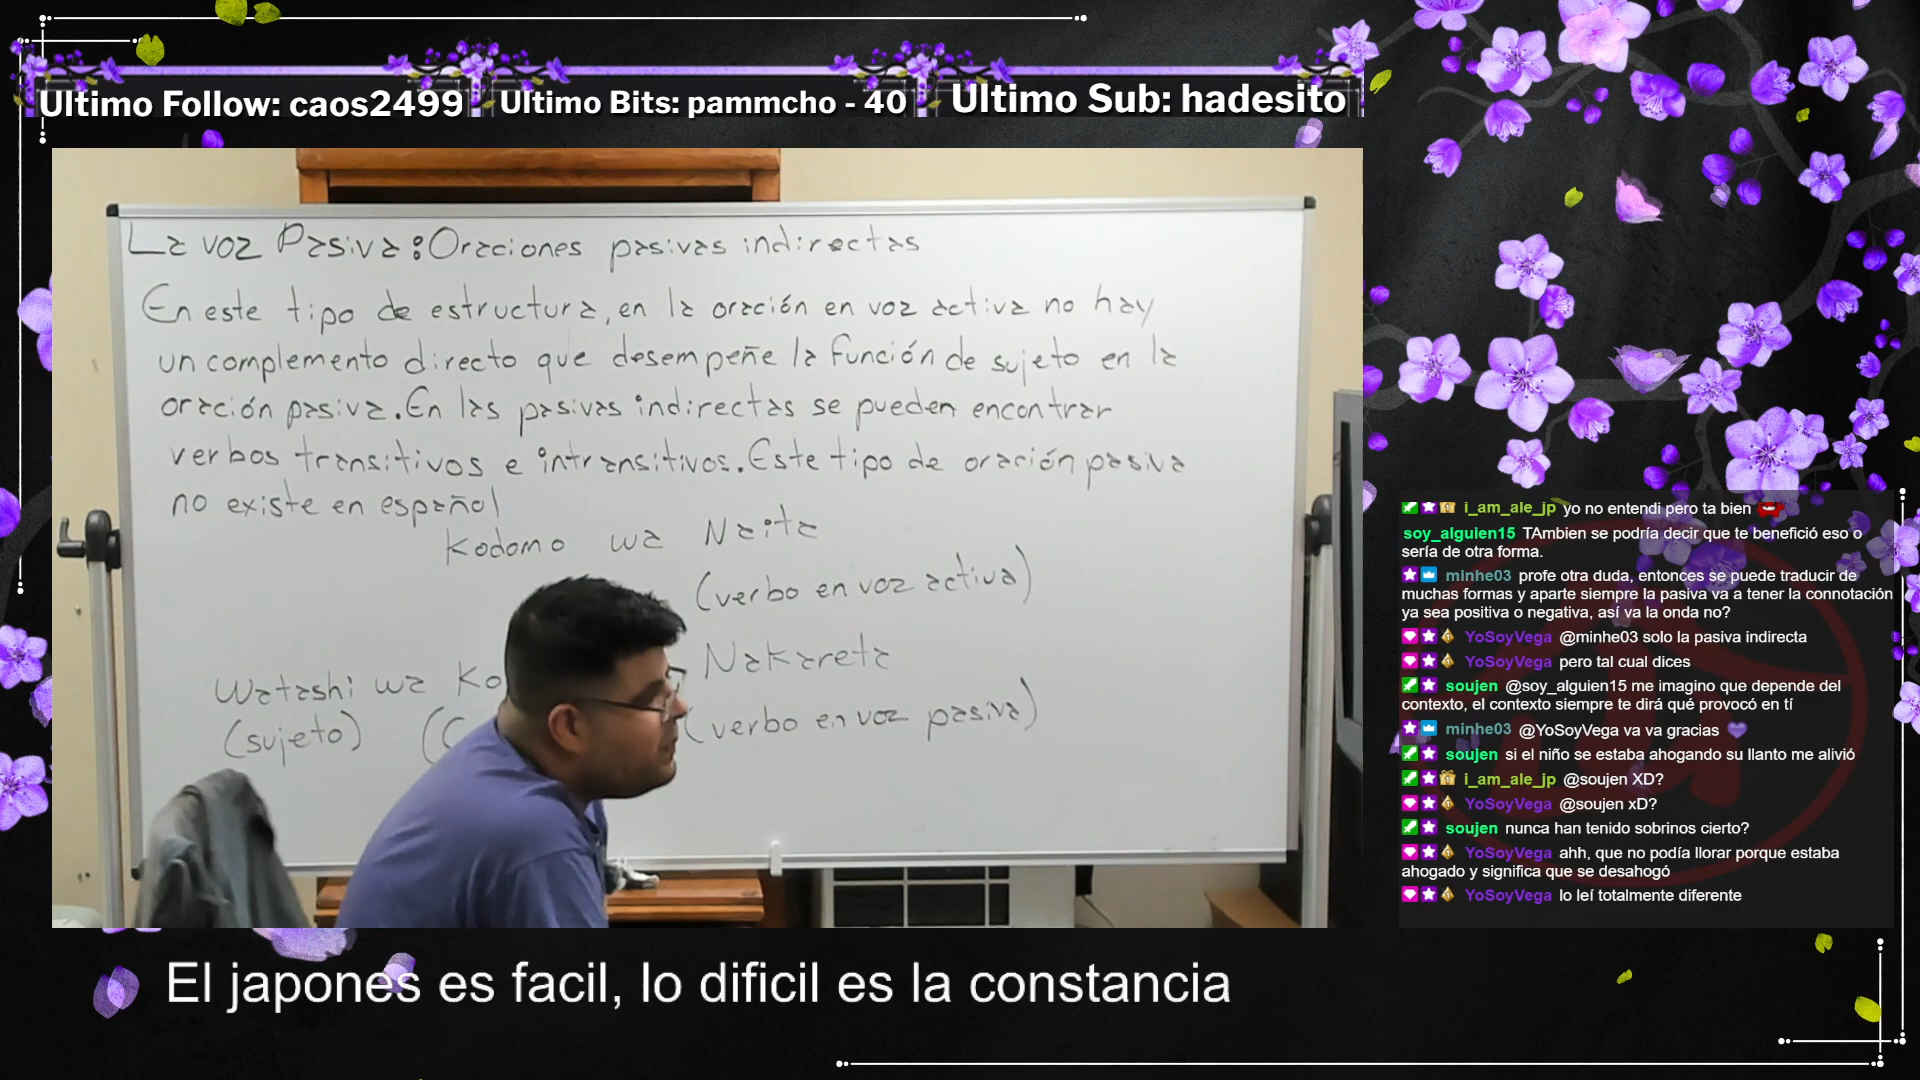 Ultimo Follow: caos2499
Ultimo Bits: pammcho - 40
Ultimo Sub: hadesito
La voz Pasiva: Oraciones pasivas indirectas
En este tipo de estructura, en la oración en voz activa no hay
un complemento directo que desempeñe la función de sujeto en la
oración pasiva. En las pasivas indirectas se pueden encontrar
verbos transitivos e intransitivos. Este tipo de oración pasiva
no existe en español
Kodomo wa Naita
(verbo en voz activa)
Watashi wa Ko Nakareta
(sujeto) (C (verbo en voz pasiva)
i_am_ale_jp yo no entendi pero ta bien
soy_alguien15 TAmbien se podría decir que te benefició eso o
sería de otra forma.
minhe03 profe otra duda, entonces se puede traducir de
muchas formas y aparte siempre la pasiva va a tener la connotación
ya sea positiva o negativa, así va la onda no?
YoSoyVega @minhe03 solo la pasiva indirecta
YoSoyVega pero tal cual dices
soujen @soy_alguien15 me imagino que depende del
contexto, el contexto siempre te dirá qué provocó en tí
minhe03 @YoSoyVega va va gracias
soujen si el niño se estaba ahogando su llanto me alivió
i_am_ale_jp @soujen XD?
YoSoyVega @soujen xD?
soujen nunca han tenido sobrinos cierto?
YoSoyVega ahh, que no podía llorar porque estaba
ahogado y significa que se desahogó
YoSoyVega lo leí totalmente diferente
El japones es facil, lo dificil es la constancia